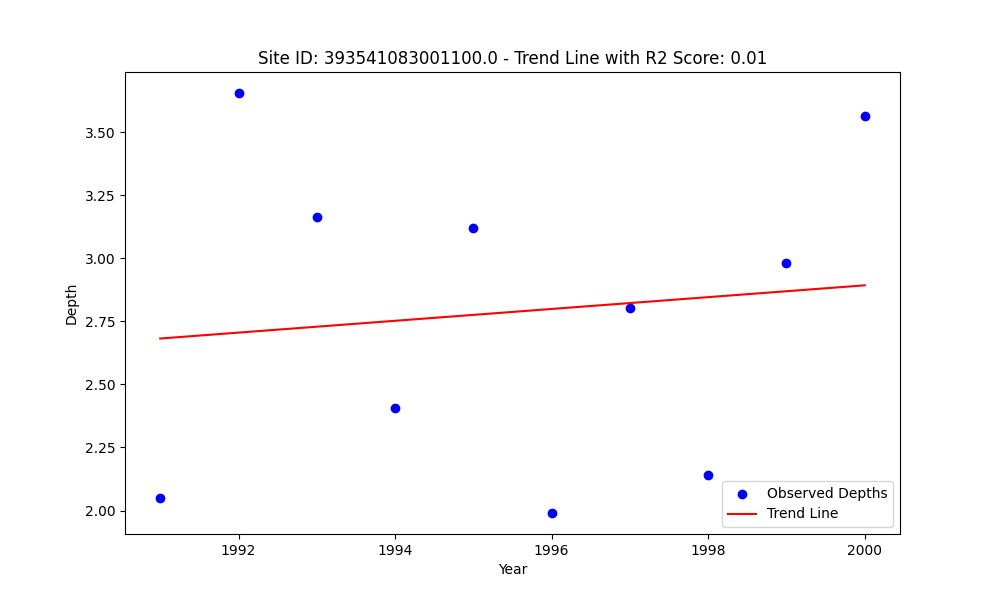 Site ID: 393541083001100.0 - Trend Line with R2 Score: 0.01
3.50
3.25
3.00
2.75
2.50
2.25
2.00
Depth
1992
1994
1996
1998
2000
Year
Observed Depths
Trend Line